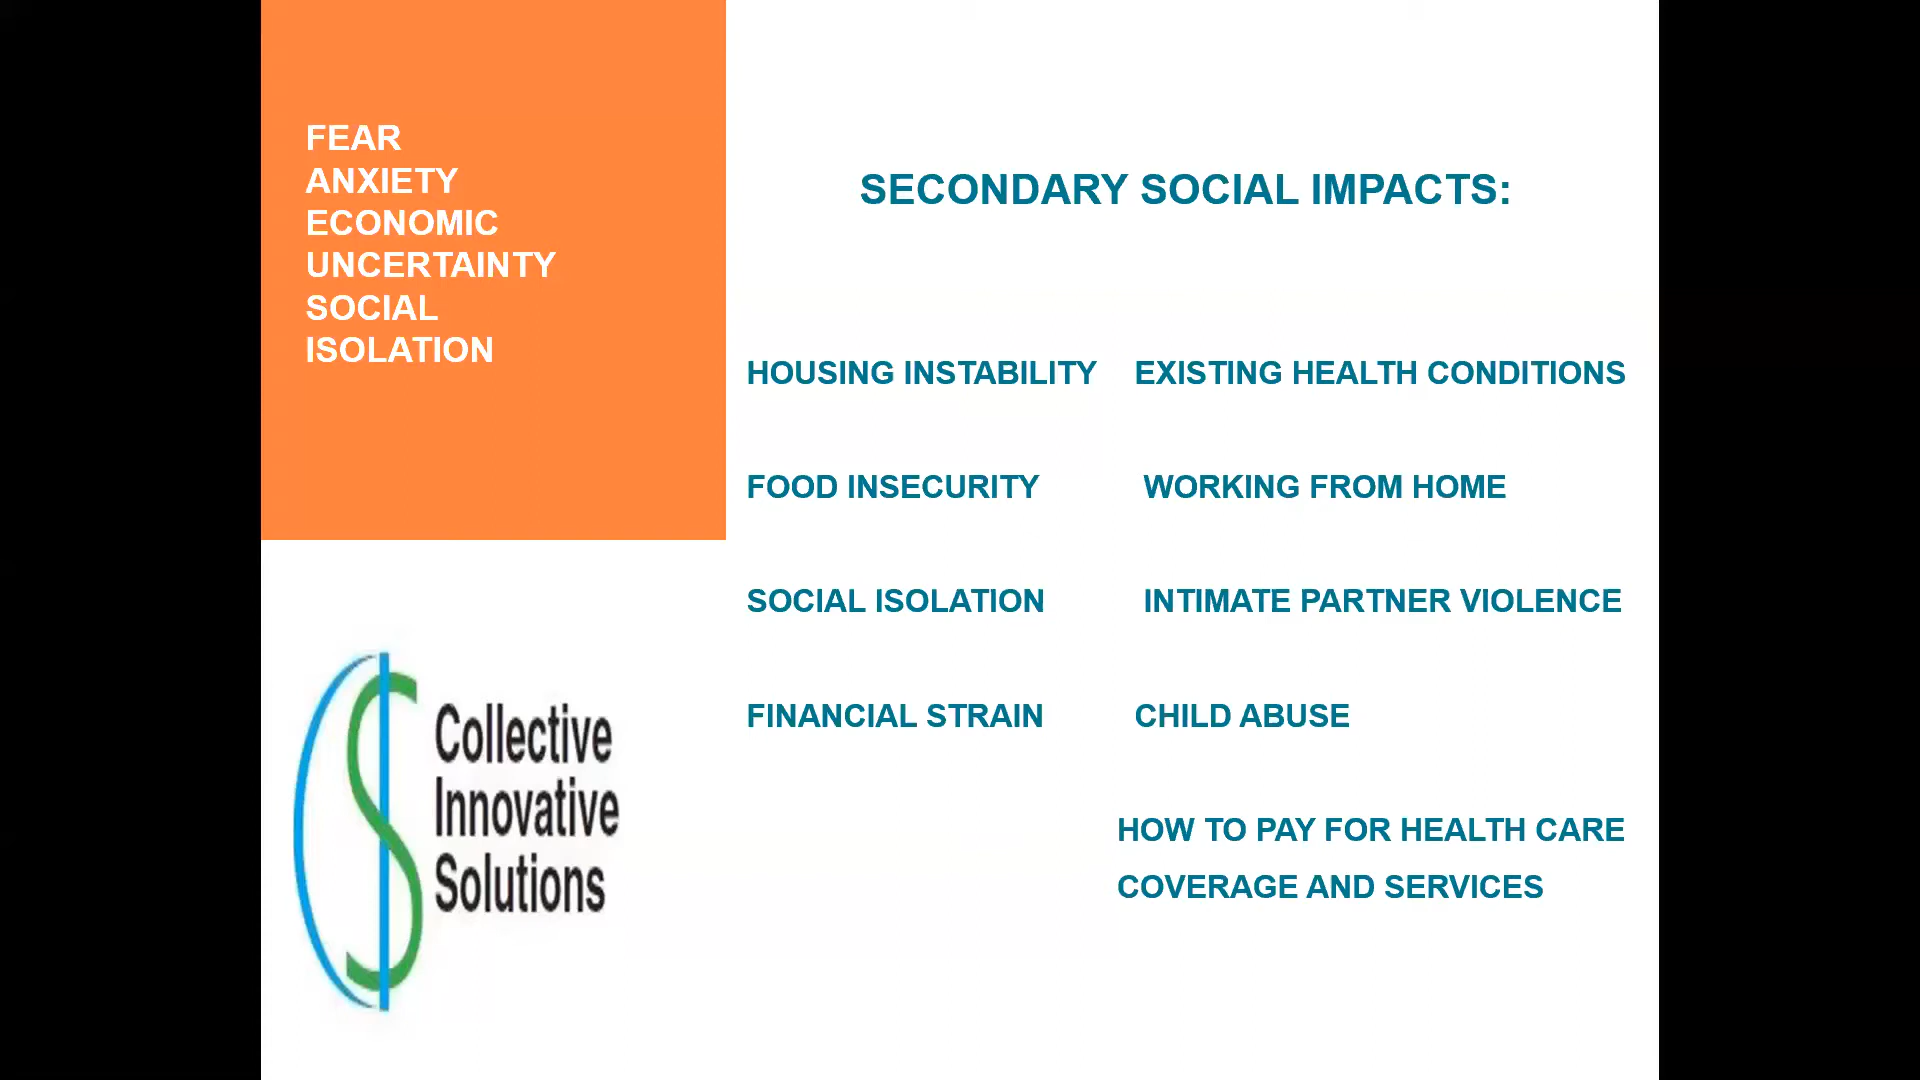 FEAR
ANXIETY
ECONOMIC
UNCERTAINTY
SOCIAL
ISOLATION
SECONDARY SOCIAL IMPACTS:
HOUSING INSTABILITY EXISTING HEALTH CONDITIONS
FOOD INSECURITY WORKING FROM HOME
SOCIAL ISOLATION INTIMATE PARTNER VIOLENCE
FINANCIAL STRAIN CHILD ABUSE
HOW TO PAY FOR HEALTH CARE
COVERAGE AND SERVICES
Collective
Innovative
Solutions